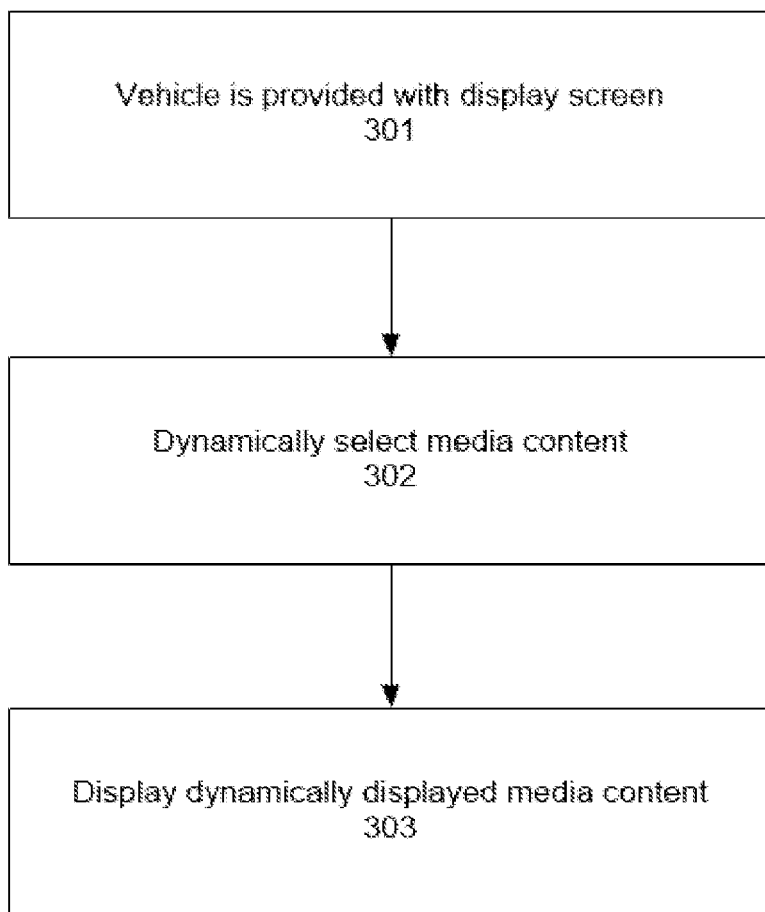 Vehicle is provided with display screen
301
Dynamically select media content
302
Display dynamically displayed media content
303